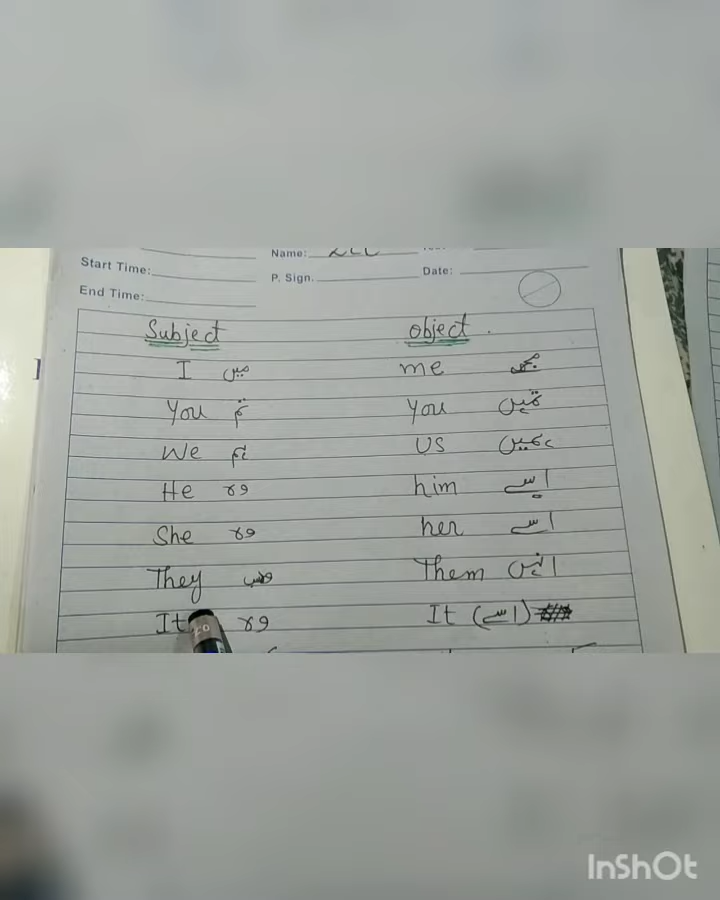 Name:
Start Time:
P. Sign.
Date:
End Time:
Subject object .
I میں me مجھے
You تم You تمہیں
We ہم US ہمیں
He وہ him اسے
She وہ her اسے
They وہ سب Them انہیں
It وہ It (اسے)
InShOt